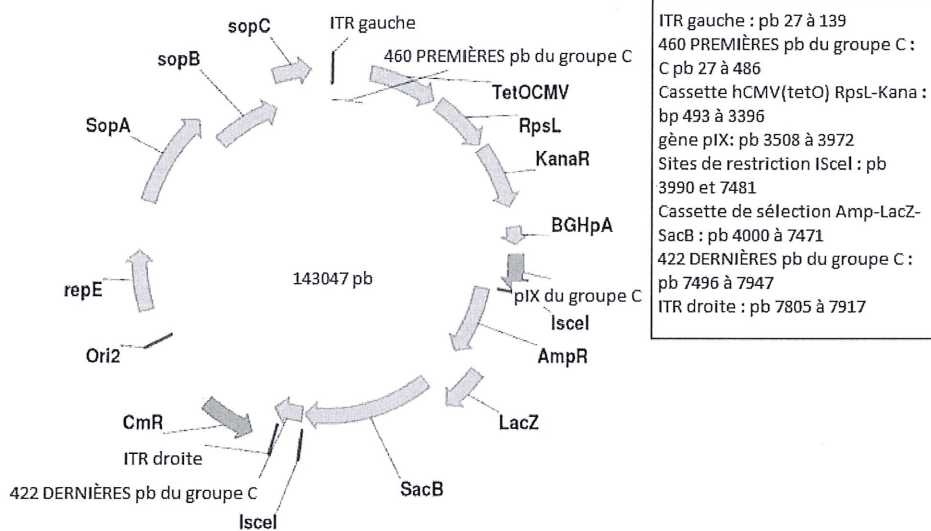 ITR gauche
sopC
460 PREMIÈRES pb du groupe C
sopB
TetOCMV
SopA
RpsL
KanaR
BGHpA
143047 pb
repE
pIX du groupe C
IsceI
Ori2
AmpR
CmR
LacZ
ITR droite
SacB
422 DERNIÈRES pb du groupe C
IsceI
ITR gauche : pb 27 à 139
460 PREMIÈRES pb du groupe C :
C pb 27 à 486
Cassette hCMV(tetO) RpsL-Kana :
bp 493 à 3396
gène pIX: pb 3508 à 3972
Sites de restriction IScel : pb
3990 et 7481
Cassette de sélection Amp-LacZ-
SacB : pb 4000 à 7471
422 DERNIÈRES pb du groupe C :
pb 7496 à 7947
ITR droite : pb 7805 à 7917